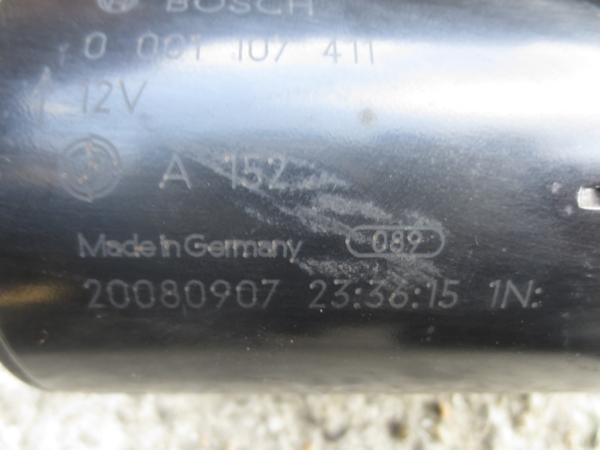 BOSCH
0 001 107 411
12V
A 152
Made in Germany 089
20080907 23:36:15 1N: